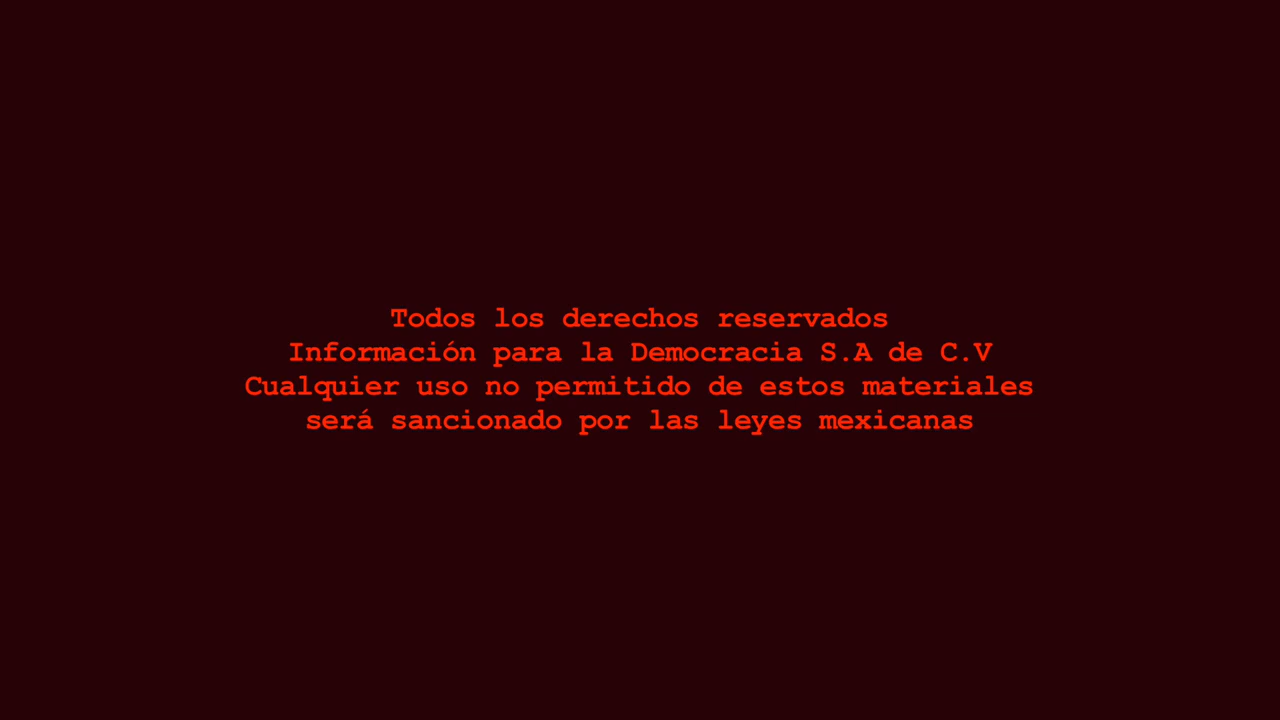 Todos los derechos reservados
Información para la Democracia S.A de C.V
Cualquier uso no permitido de estos materiales
será sancionado por las leyes mexicanas